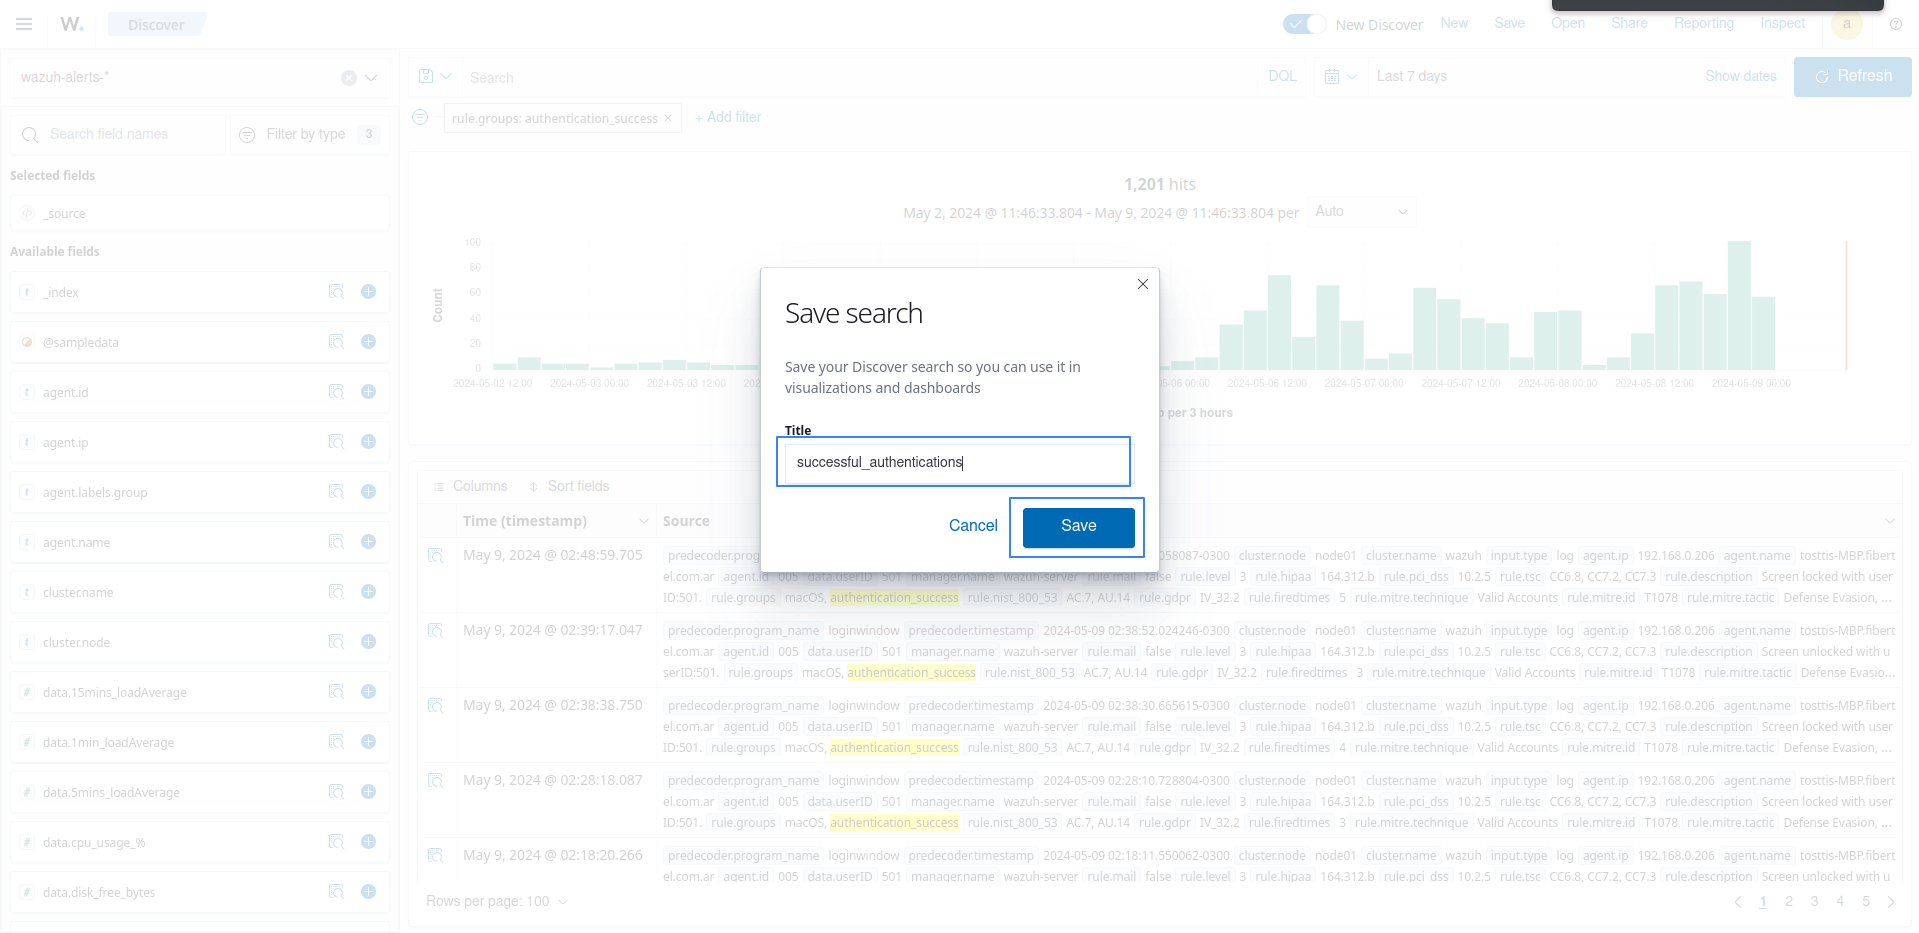 W. Discover New Discover New Save Open Share Reporting Inspect a
wazuh-alerts-* Search DQL Last 7 days Show dates Refresh
rule.groups: authentication_success + Add filter
Search field names Filter by type 3
Selected fields
_source
Available fields
t _index
@sampledata
t agent.id
t agent.ip
t agent.labels.group
t agent.name
t cluster.name
t cluster.node
# data.15mins_loadAverage
# data.1min_loadAverage
# data.5mins_loadAverage
# data.cpu_usage_%
# data.disk_free_bytes
1,201 hits
May 2, 2024 @ 11:46:33.804 - May 9, 2024 @ 11:46:33.804 per Auto
Count
100
80
60
40
20
0
2024-05-02 12:00 2024-05-03 00:00 2024-05-03 12:00 202 5-06 00:00 2024-05-06 12:00 2024-05-07 00:00 2024-05-07 12:00 2024-05-08 00:00 2024-05-08 12:00 2024-05-09 00:00
p per 3 hours
Save search
Save your Discover search so you can use it in
visualizations and dashboards
Title
successful_authentications
Cancel Save
Columns Sort fields
Time (timestamp) Source
May 9, 2024 @ 02:48:59.705 predecoder.prog 058087-0300 cluster.node node01 cluster.name wazuh input.type log agent.ip 192.168.0.206 agent.name tosttis-MBP.fibert
el.com.ar agent.id 005 data.userID 501 manager.name wazuh-server rule.mail false rule.level 3 rule.hipaa 164.312.b rule.pci_dss 10.2.5 rule.tsc CC6.8, CC7.2, CC7.3 rule.description Screen locked with user
ID:501. rule.groups macOS, authentication_success rule.nist_800_53 AC.7, AU.14 rule.gdpr IV_32.2 rule.firedtimes 5 rule.mitre.technique Valid Accounts rule.mitre.id T1078 rule.mitre.tactic Defense Evasion, ...
May 9, 2024 @ 02:39:17.047 predecoder.program_name loginwindow predecoder.timestamp 2024-05-09 02:38:52.024246-0300 cluster.node node01 cluster.name wazuh input.type log agent.ip 192.168.0.206 agent.name tosttis-MBP.fibert
el.com.ar agent.id 005 data.userID 501 manager.name wazuh-server rule.mail false rule.level 3 rule.hipaa 164.312.b rule.pci_dss 10.2.5 rule.tsc CC6.8, CC7.2, CC7.3 rule.description Screen unlocked with u
serID:501. rule.groups macOS, authentication_success rule.nist_800_53 AC.7, AU.14 rule.gdpr IV_32.2 rule.firedtimes 3 rule.mitre.technique Valid Accounts rule.mitre.id T1078 rule.mitre.tactic Defense Evasio...
May 9, 2024 @ 02:38:38.750 predecoder.program_name loginwindow predecoder.timestamp 2024-05-09 02:38:30.665615-0300 cluster.node node01 cluster.name wazuh input.type log agent.ip 192.168.0.206 agent.name tosttis-MBP.fibert
el.com.ar agent.id 005 data.userID 501 manager.name wazuh-server rule.mail false rule.level 3 rule.hipaa 164.312.b rule.pci_dss 10.2.5 rule.tsc CC6.8, CC7.2, CC7.3 rule.description Screen locked with user
ID:501. rule.groups macOS, authentication_success rule.nist_800_53 AC.7, AU.14 rule.gdpr IV_32.2 rule.firedtimes 4 rule.mitre.technique Valid Accounts rule.mitre.id T1078 rule.mitre.tactic Defense Evasion, ...
May 9, 2024 @ 02:28:18.087 predecoder.program_name loginwindow predecoder.timestamp 2024-05-09 02:28:10.728804-0300 cluster.node node01 cluster.name wazuh input.type log agent.ip 192.168.0.206 agent.name tosttis-MBP.fibert
el.com.ar agent.id 005 data.userID 501 manager.name wazuh-server rule.mail false rule.level 3 rule.hipaa 164.312.b rule.pci_dss 10.2.5 rule.tsc CC6.8, CC7.2, CC7.3 rule.description Screen locked with user
ID:501. rule.groups macOS, authentication_success rule.nist_800_53 AC.7, AU.14 rule.gdpr IV_32.2 rule.firedtimes 3 rule.mitre.technique Valid Accounts rule.mitre.id T1078 rule.mitre.tactic Defense Evasion, ...
May 9, 2024 @ 02:18:20.266 predecoder.program_name loginwindow predecoder.timestamp 2024-05-09 02:18:11.550062-0300 cluster.node node01 cluster.name wazuh input.type log agent.ip 192.168.0.206 agent.name tosttis-MBP.fibert
el.com.ar agent.id 005 data.userID 501 manager.name wazuh-server rule.mail false rule.level 3 rule.hipaa 164.312.b rule.pci_dss 10.2.5 rule.tsc CC6.8, CC7.2, CC7.3 rule.description Screen unlocked with u
Rows per page: 100 1 2 3 4 5